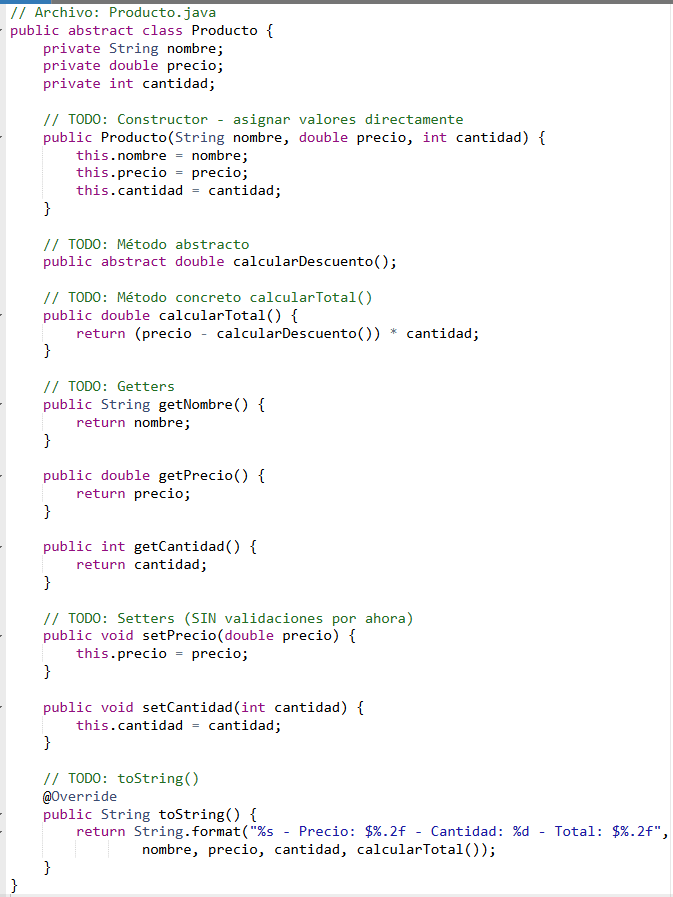 // Archivo: Producto.java
public abstract class Producto {
    private String nombre;
    private double precio;
    private int cantidad;

    // TODO: Constructor - asignar valores directamente
    public Producto(String nombre, double precio, int cantidad) {
        this.nombre = nombre;
        this.precio = precio;
        this.cantidad = cantidad;
    }

    // TODO: Método abstracto
    public abstract double calcularDescuento();

    // TODO: Método concreto calcularTotal()
    public double calcularTotal() {
        return (precio - calcularDescuento()) * cantidad;
    }

    // TODO: Getters
    public String getNombre() {
        return nombre;
    }

    public double getPrecio() {
        return precio;
    }

    public int getCantidad() {
        return cantidad;
    }

    // TODO: Setters (SIN validaciones por ahora)
    public void setPrecio(double precio) {
        this.precio = precio;
    }

    public void setCantidad(int cantidad) {
        this.cantidad = cantidad;
    }

    // TODO: toString()
    @Override
    public String toString() {
        return String.format("%s - Precio: $%.2f - Cantidad: %d - Total: $%.2f",
                nombre, precio, cantidad, calcularTotal());
    }
}